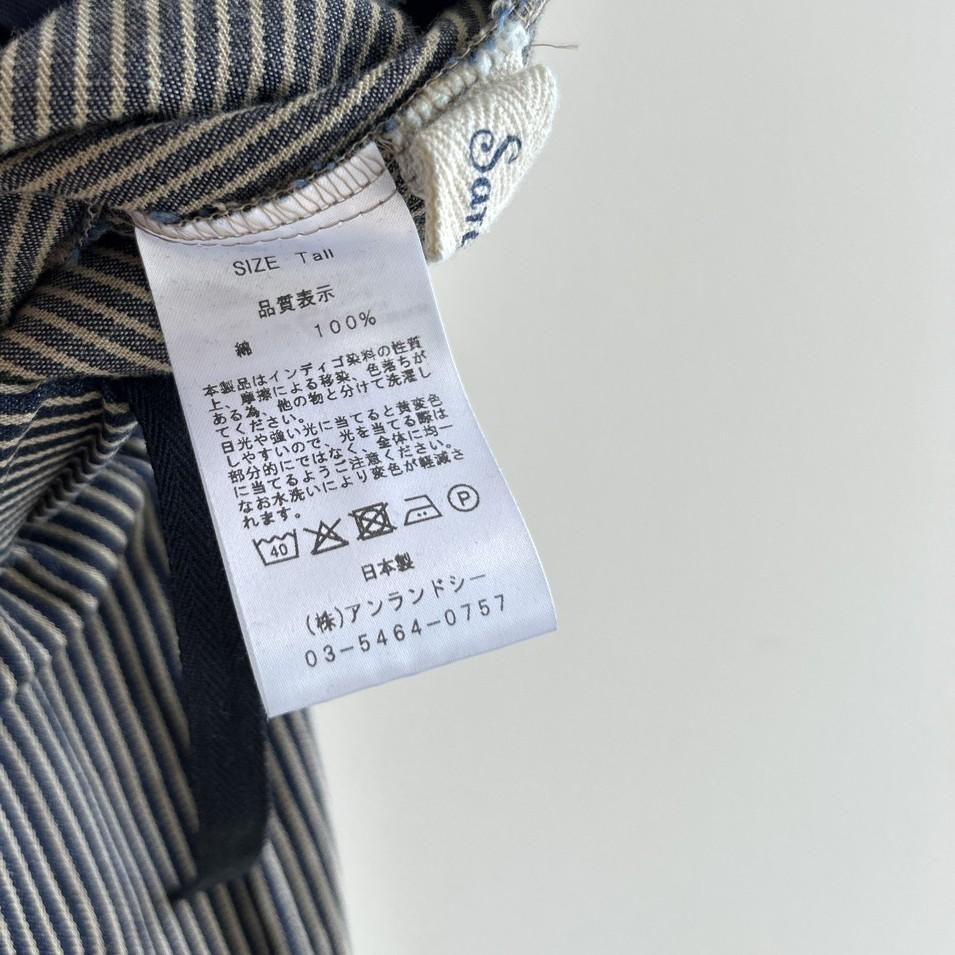 SIZE Tall
品質表示
綿 100%
本製品はインディゴ染料の性質
上、摩擦による移染、色落ちが
ある為、他の物と分けて洗濯し
てください。
日光や強い光に当てると黄変色
しやすいので、光を当てる際は
部分的にではなく、全体に均一
に当てるようご注意ください。
なお水洗いにより変色が軽減さ
れます。
40 P
日本製
(株)アンランドシー
03-5464-0757